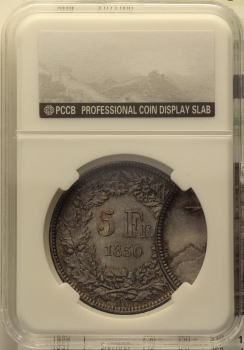 PCCB PROFESSIONAL COIN DISPLAY SLAB
5 Fr.
1850